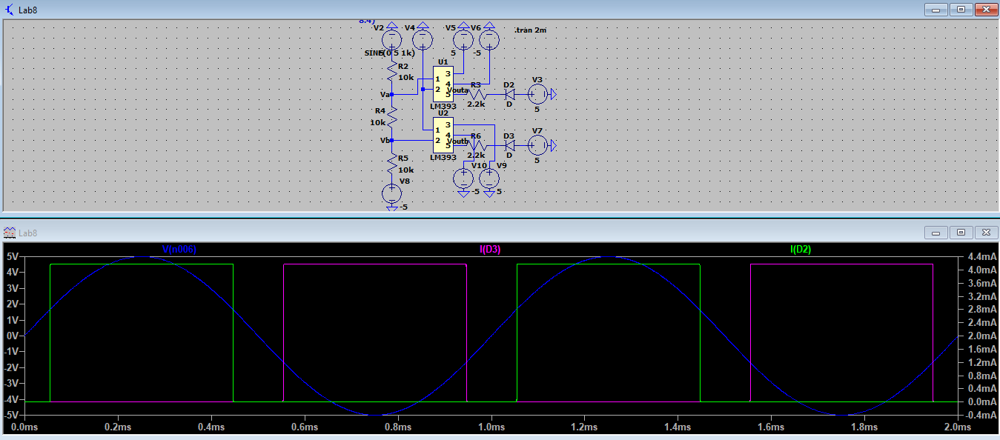 Lab8
8.4)
V2 V4 V5 V6
.tran 2m
SINE(0 5 1k) 5 -5
U1
R2 3
10k 1 4 R3 D2 V3
Va 2 5 Vouta
LM393 2.2k D 5
R4 U2
10k 3
1 4 R6 D3 V7
Vb 2 5 Voutb
LM393 2.2k D 5
R5
10k V10 V9
V8
-5 5
-5
Lab8
V(n006) I(D3) I(D2)
5V 4.4mA
4V 4.0mA
3V 3.6mA
2V 3.2mA
1V 2.8mA
0V 2.4mA
-1V 2.0mA
-2V 1.6mA
-3V 1.2mA
-4V 0.8mA
-5V 0.4mA
0.0mA
-0.4mA
0.0ms 0.2ms 0.4ms 0.6ms 0.8ms 1.0ms 1.2ms 1.4ms 1.6ms 1.8ms 2.0ms